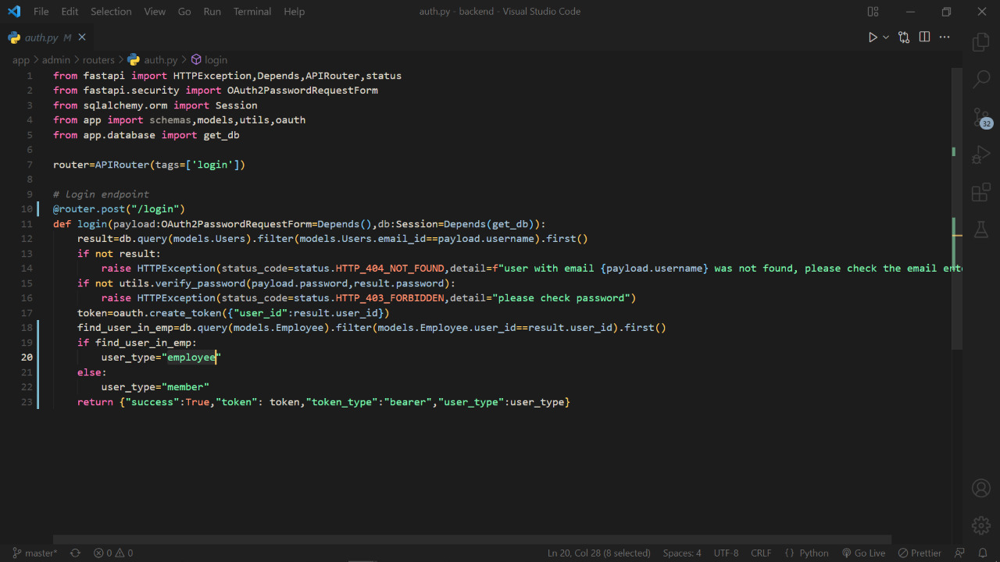 File Edit Selection View Go Run Terminal Help auth.py - backend - Visual Studio Code
auth.py M
app > admin > routers > auth.py > login
1 from fastapi import HTTPException,Depends,APIRouter,status
2 from fastapi.security import OAuth2PasswordRequestForm
3 from sqlalchemy.orm import Session
4 from app import schemas,models,utils,oauth
5 from app.database import get_db
6
7 router=APIRouter(tags=['login'])
8
9 # Login endpoint
10 @router.post("/login")
11 def login(payload:OAuth2PasswordRequestForm=Depends(),db:Session=Depends(get_db)):
12     result=db.query(models.Users).filter(models.Users.email_id==payload.username).first()
13     if not result:
14         raise HTTPException(status_code=status.HTTP_404_NOT_FOUND,detail=f"user with email {payload.username} was not found, please check the email ente
15     if not utils.verify_password(payload.password,result.password):
16         raise HTTPException(status_code=status.HTTP_403_FORBIDDEN,detail="please check password")
17     token=oauth.create_token({"user_id":result.user_id})
18     find_user_in_emp=db.query(models.Employee).filter(models.Employee.user_id==result.user_id).first()
19     if find_user_in_emp:
20         user_type="employee"
21     else:
22         user_type="member"
23     return {"success":True,"token": token,"token_type":"bearer","user_type":user_type}
32
master* 0 0 Ln 20, Col 28 (8 selected) Spaces: 4 UTF-8 CRLF { } Python Go Live Prettier